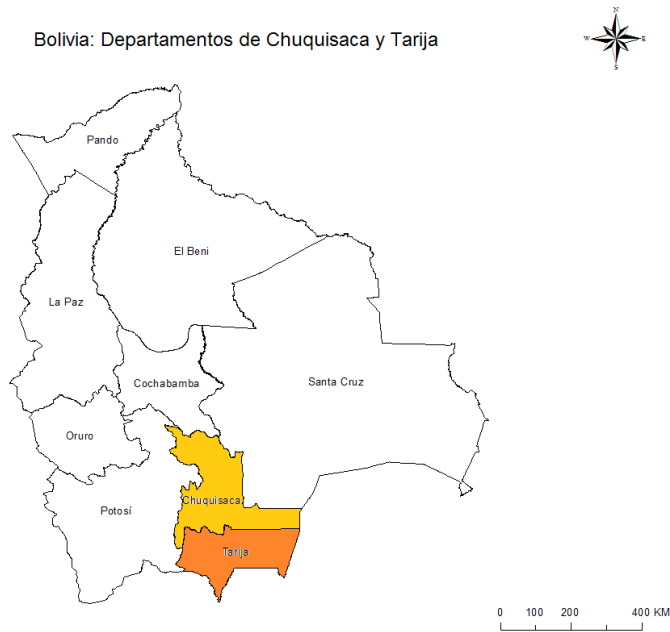 Bolivia: Departamentos de Chuquisaca y Tarija
N
W
E
S
Pando
El Beni
La Paz
Cochabamba
Santa Cruz
Oruro
Chuquisaca
Potosí
Tarija
0 100 200 400 KM